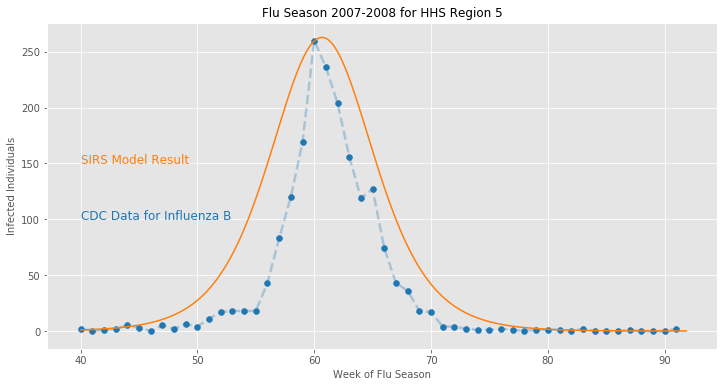 Flu Season 2007-2008 for HHS Region 5
250
200
150
100
50
0
Infected Individuals
SIRS Model Result
CDC Data for Influenza B
40 50 60 70 80 90
Week of Flu Season